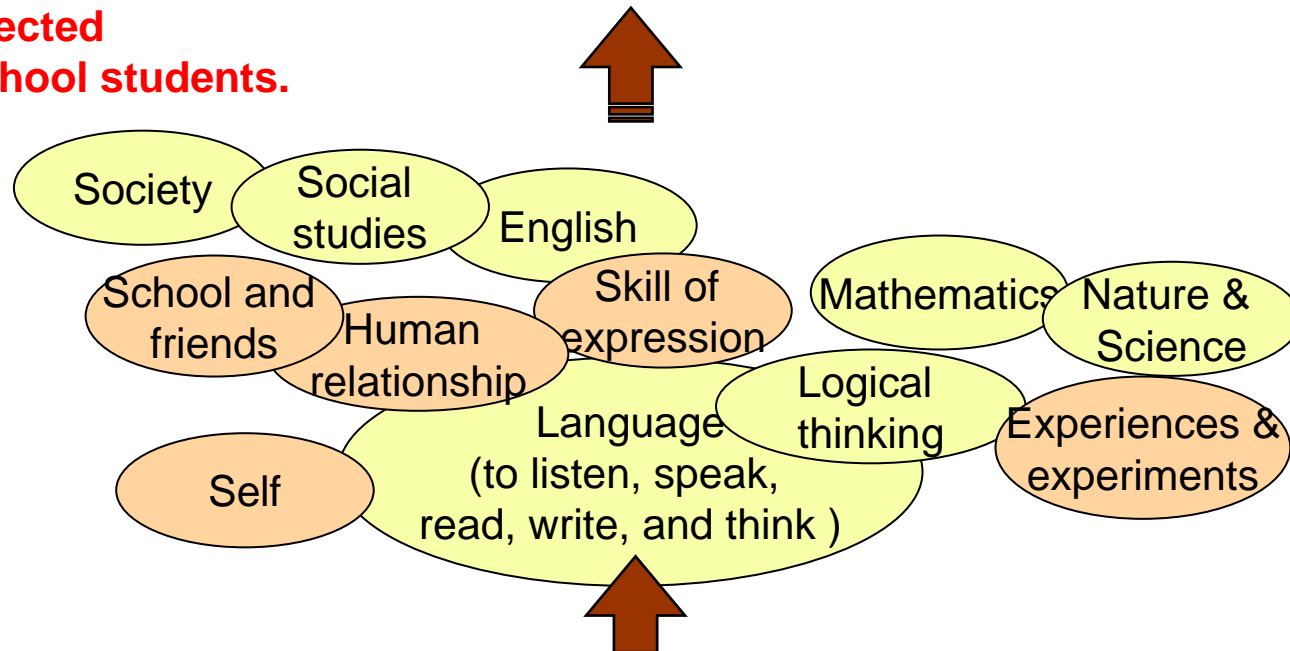 ected
hool students.
Society
Social
studies
English
School and
friends
Human
relationship
Skill of
expression
Mathematics
Nature &
Science
Logical
thinking
Experiences &
experiments
Self
Language
(to listen, speak,
read, write, and think )